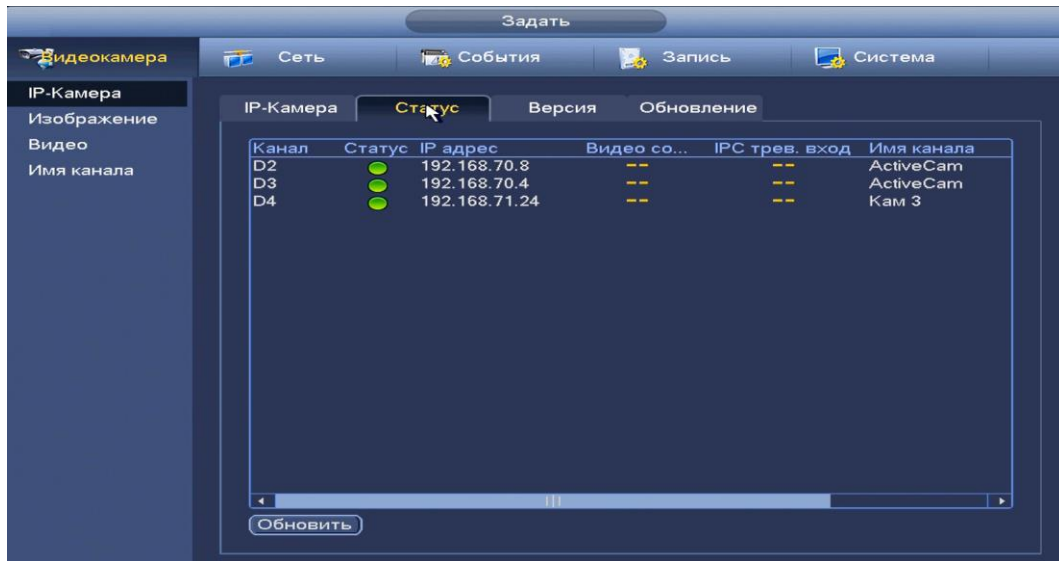 Задать
Видеокамера Сеть События Запись Система
IP-Камера
Изображение
Видео
Имя канала
IP-Камера Статус Версия Обновление
Канал Статус IP адрес Видео со... IPC трев. вход Имя канала
D2 192.168.70.8 -- -- ActiveCam
D3 192.168.70.4 -- -- ActiveCam
D4 192.168.71.24 -- -- Кам 3
Обновить